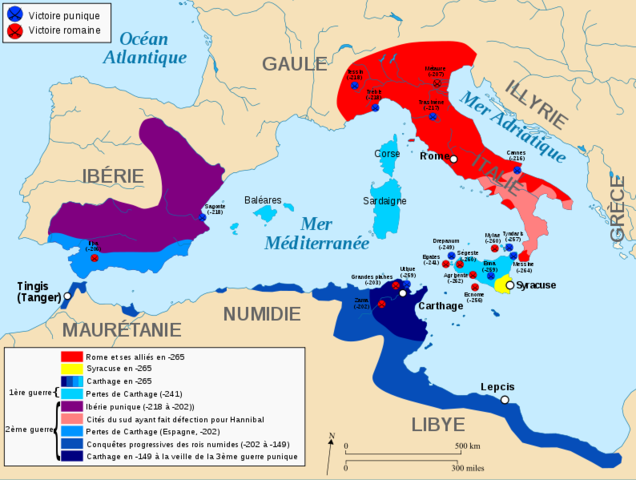 Victoire punique
Victoire romaine
Océan
Atlantique
GAULE
ILLYRIE
Mer Adriatique
ITALIE
GRÈCE
IBÉRIE
Tessin
(-218)
Trébie
(-218)
Métaure
(-207)
Trasimène
(-217)
Rome
Cannes
(-216)
Corse
Sardaigne
Baléares
Sagonte
(-218)
Mer
Méditerranée
Tingis
(Tanger)
MAURÉTANIE
NUMIDIE
Grandes plaines
(-203)
Utique
Zama
(-202)
Carthage
Drepanum
(-249)
Égates
(-241)
Ségeste
(-260)
Agrigente
(-262)
Ecnome
(-256)
Mylae
(-260)
Tyndaris
(-257)
Messine
(-264)
Syracuse
Lepcis
LIBYE
Rome et ses alliés en -265
Syracuse en -265
Carthage en -265
1ère guerre
Pertes de Carthage (-241)
Ibérie punique (-218 à -202))
Cités du sud ayant fait défection pour Hannibal
2ème guerre
Pertes de Carthage (Espagne, -202)
Conquêtes progressives des rois numides (-202 à -149)
Carthage en -149 à la veille de la 3ème guerre punique
N
0
500 km
0
300 miles